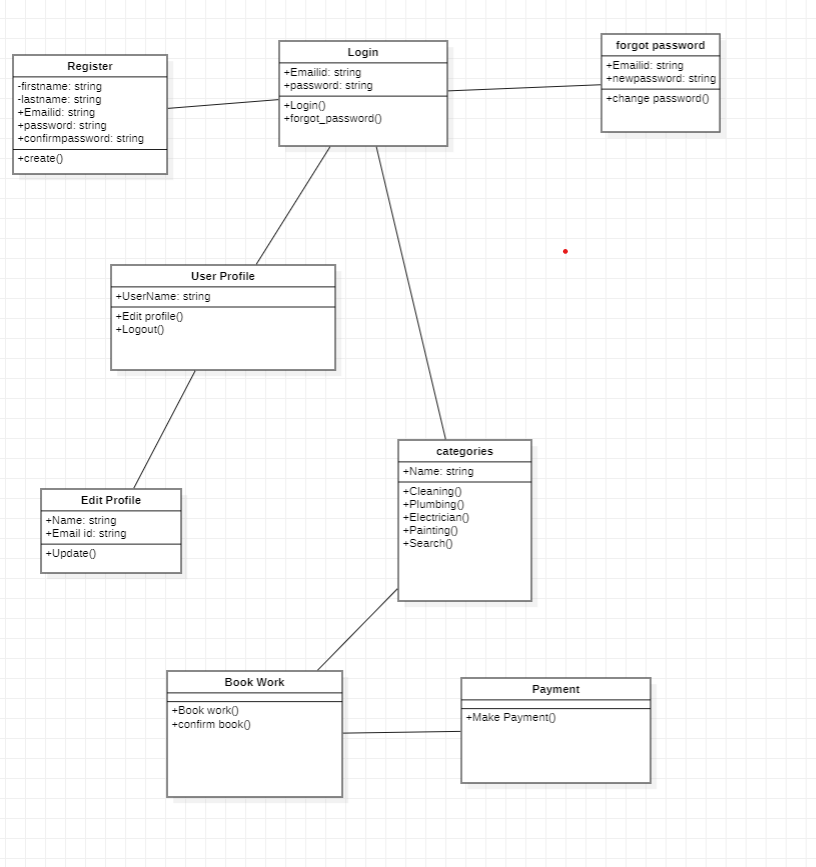 Register
-firstname: string
-lastname: string
+Emailid: string
+password: string
+confirmpassword: string
+create()
Login
+Emailid: string
+password: string
+Login()
+forgot_password()
forgot password
+Emailid: string
+newpassword: string
+change password()
User Profile
+UserName: string
+Edit profile()
+Logout()
categories
+Name: string
+Cleaning()
+Plumbing()
+Electrician()
+Painting()
+Search()
Edit Profile
+Name: string
+Email id: string
+Update()
Book Work
+Book work()
+confirm book()
Payment
+Make Payment()